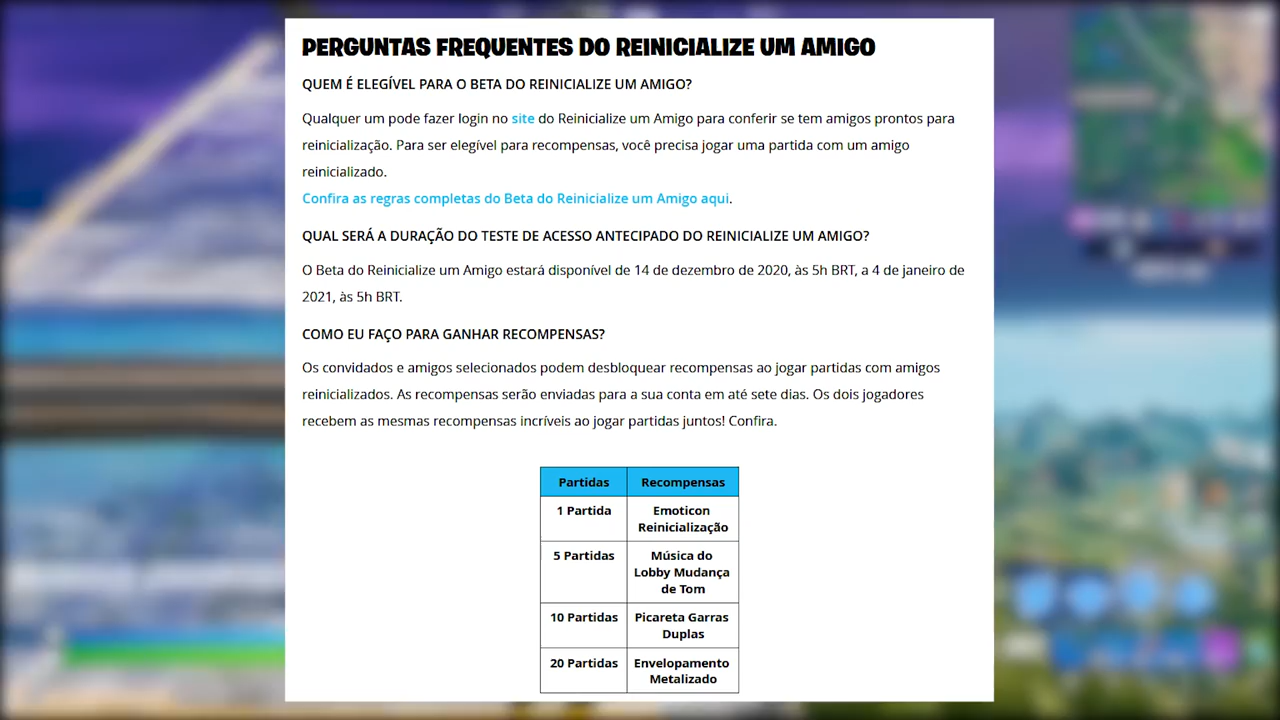 PERGUNTAS FREQUENTES DO REINICIALIZE UM AMIGO
QUEM É ELEGÍVEL PARA O BETA DO REINICIALIZE UM AMIGO?
Qualquer um pode fazer login no site do Reinicialize um Amigo para conferir se tem amigos prontos para
reinicialização. Para ser elegível para recompensas, você precisa jogar uma partida com um amigo
reinicializado.
Confira as regras completas do Beta do Reinicialize um Amigo aqui.
QUAL SERÁ A DURAÇÃO DO TESTE DE ACESSO ANTECIPADO DO REINICIALIZE UM AMIGO?
O Beta do Reinicialize um Amigo estará disponível de 14 de dezembro de 2020, às 5h BRT, a 4 de janeiro de
2021, às 5h BRT.
COMO EU FAÇO PARA GANHAR RECOMPENSAS?
Os convidados e amigos selecionados podem desbloquear recompensas ao jogar partidas com amigos
reinicializados. As recompensas serão enviadas para a sua conta em até sete dias. Os dois jogadores
recebem as mesmas recompensas incríveis ao jogar partidas juntos! Confira.
Partidas Recompensas
1 Partida Emoticon
Reinicialização
5 Partidas Música do
Lobby Mudança
de Tom
10 Partidas Picareta Garras
Duplas
20 Partidas Envelopamento
Metalizado